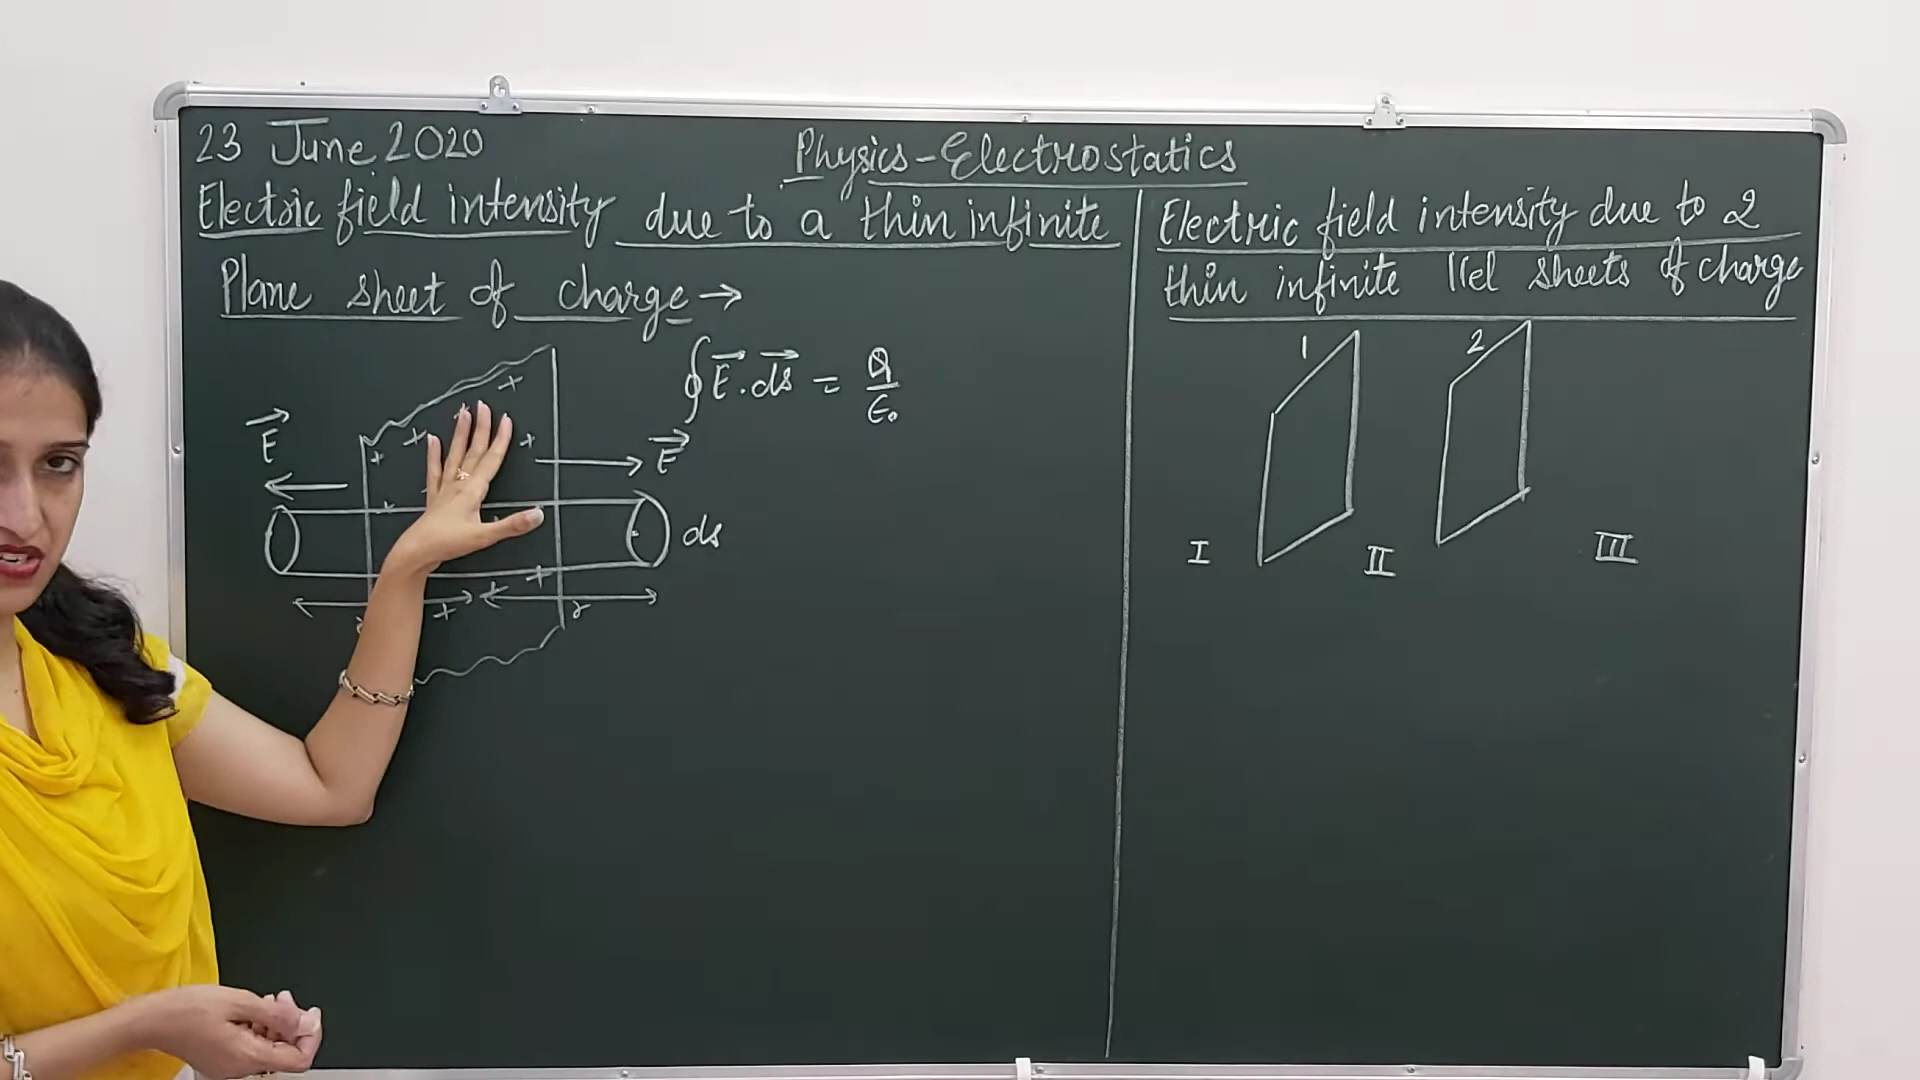 23 June 2020
Physics-Electrostatics
Electric field intensity due to a thin infinite
Plane sheet of charge →
∮E⃗.ds⃗ = Q/ε₀
E⃗
E⃗
ds
r
Electric field intensity due to 2
thin infinite llel sheets of charge
1
2
I
II
III